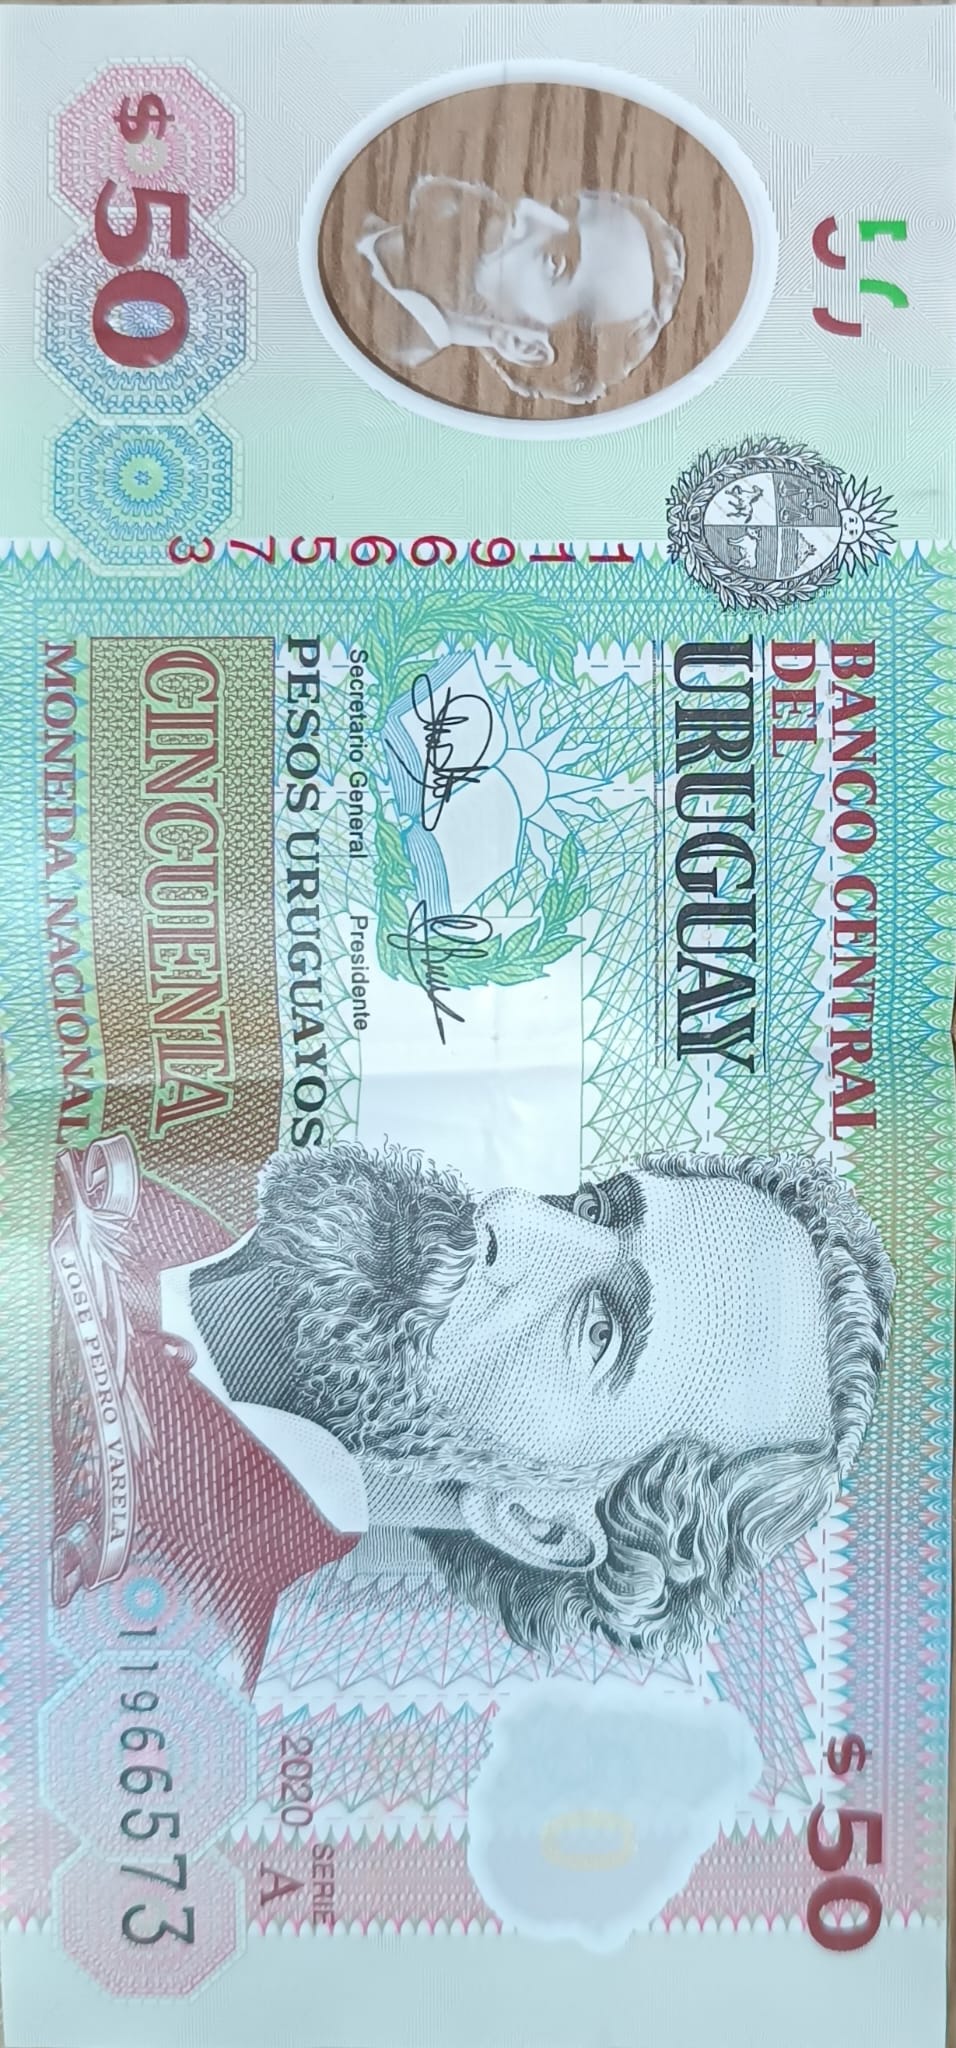 BANCO CENTRAL
DEL
URUGUAY
$ 50
11966573
Secretario General
Presidente
PESOS URUGUAYOS
CINCUENTA
MONEDA NACIONAL
2020
SERIE
A
$ 50
11966573
JOSE PEDRO VARELA